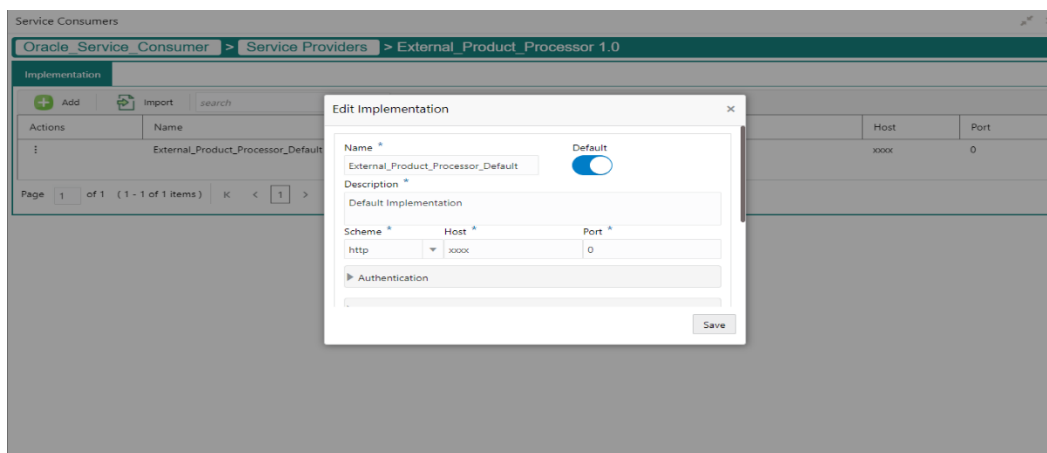 Service Consumers
Oracle_Service_Consumer > Service Providers > External_Product_Processor 1.0
Implementation
Add Import search
Actions Name Host Port
External_Product_Processor_Default xxxx 0
Page 1 of 1 (1 - 1 of 1 items) K < 1 >
Edit Implementation ×
Name * Default
External_Product_Processor_Default
Description *
Default Implementation
Scheme * Host * Port *
http xxxx 0
Authentication
Save